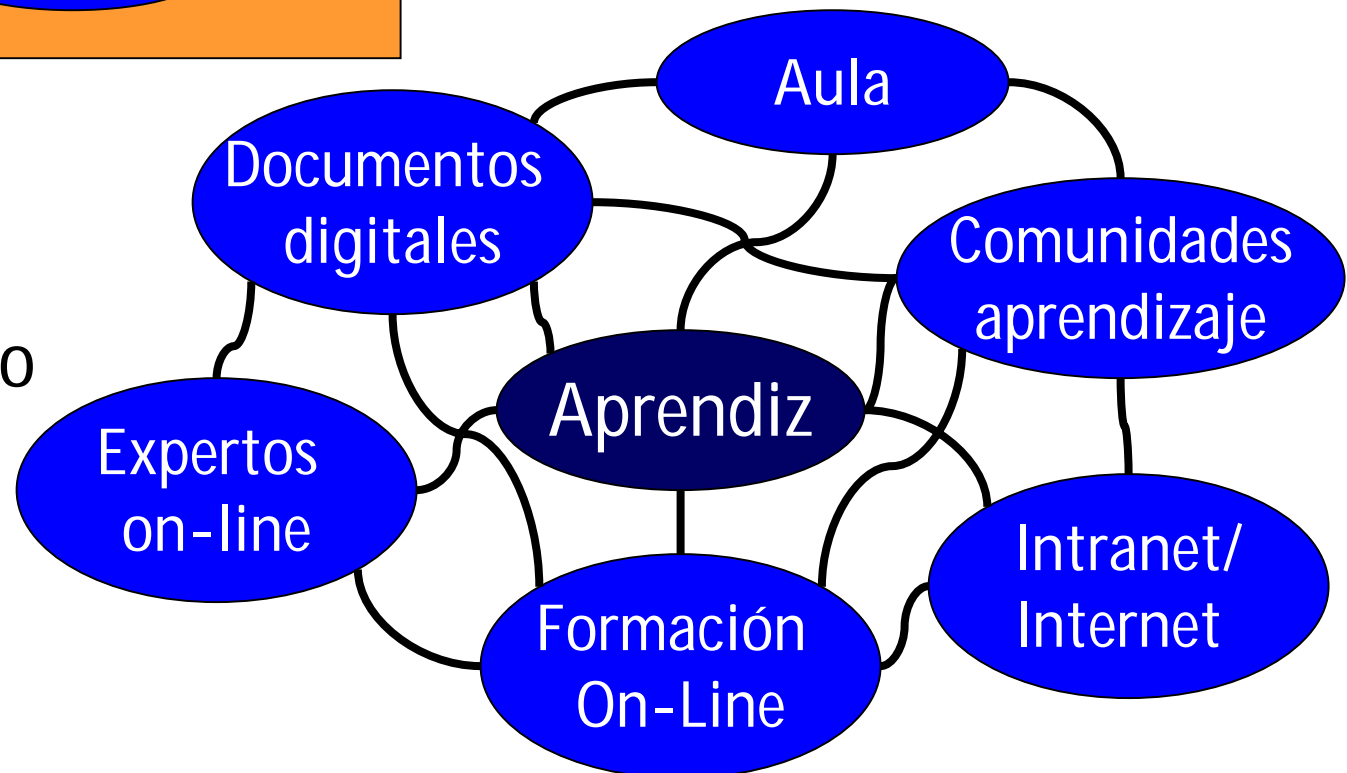 Aula
Documentos
digitales
Comunidades
aprendizaje
o
Aprendiz
Expertos
on-line
Intranet/
Internet
Formación
On-Line